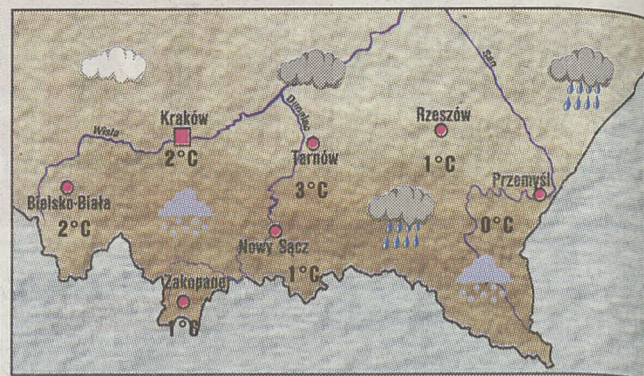 San
Dunajec
Kraków
Wisła
2°C
Rzeszów
1°C
Tarnów
3°C
Przemyśl
0°C
Bielsko-Biała
2°C
Nowy Sącz
1°C
Zakopane
1°C